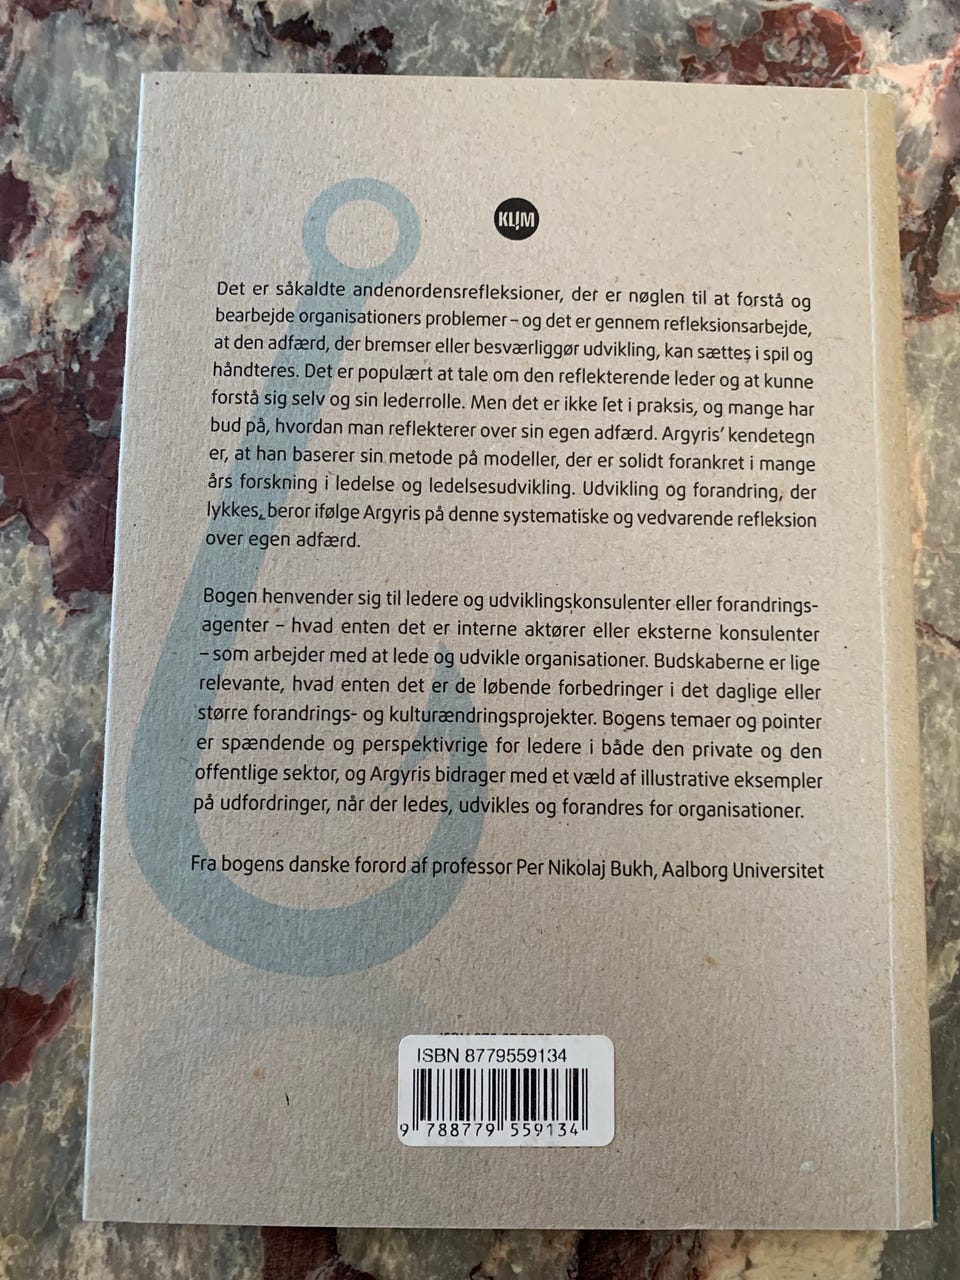 KLIM
Det er såkaldte andenordensrefleksioner, der er nøglen til at forstå og
bearbejde organisationers problemer – og det er gennem refleksionsarbejde,
at den adfærd, der bremser eller besværliggør udvikling, kan sættes i spil og
håndteres. Det er populært at tale om den reflekterende leder og at kunne
forstå sig selv og sin lederrolle. Men det er ikke let i praksis, og mange har
bud på, hvordan man reflekterer over sin egen adfærd. Argyris’ kendetegn
er, at han baserer sin metode på modeller, der er solidt forankret i mange
års forskning i ledelse og ledelsesudvikling. Udvikling og forandring, der
lykkes, beror ifølge Argyris på denne systematiske og vedvarende refleksion
over egen adfærd.
Bogen henvender sig til ledere og udviklingskonsulenter eller forandrings-
agenter – hvad enten det er interne aktører eller eksterne konsulenter
– som arbejder med at lede og udvikle organisationer. Budskaberne er lige
relevante, hvad enten det er de løbende forbedringer i det daglige eller
større forandrings- og kulturændringsprojekter. Bogens temaer og pointer
er spændende og perspektivrige for ledere i både den private og den
offentlige sektor, og Argyris bidrager med et væld af illustrative eksempler
på udfordringer, når der ledes, udvikles og forandres for organisationer.
Fra bogens danske forord af professor Per Nikolaj Bukh, Aalborg Universitet
ISBN 8779559134
9 788779 559134